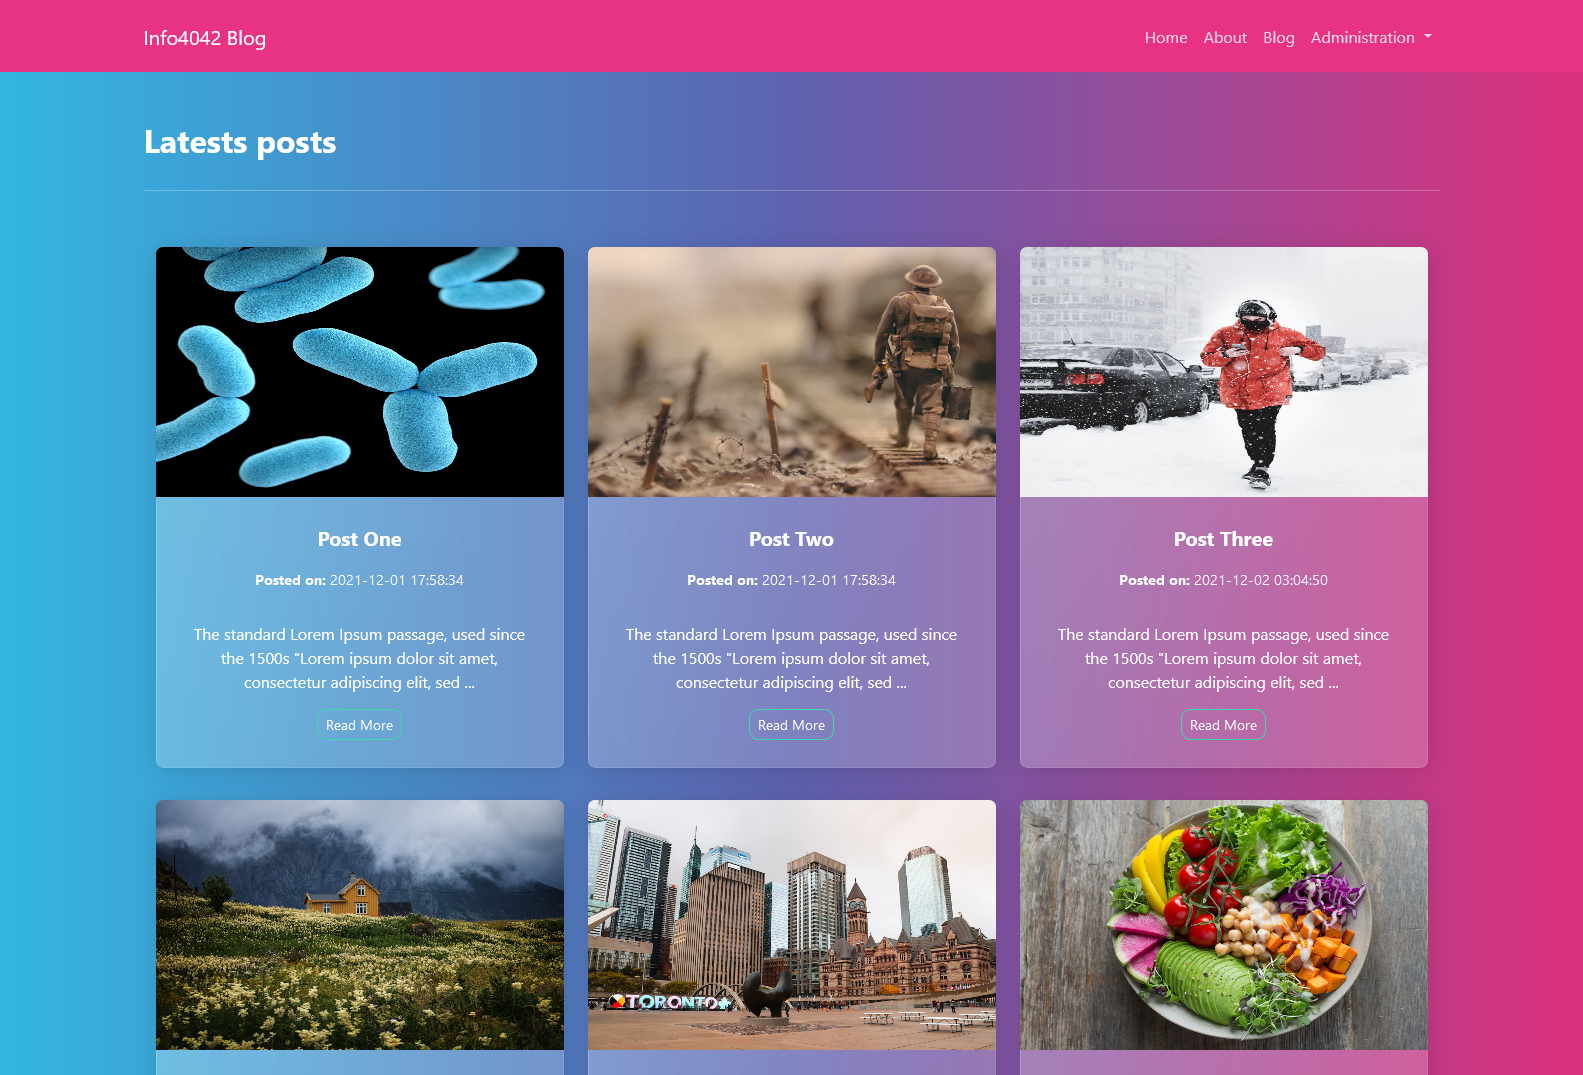 Info4042 Blog
Home
About
Blog
Administration
Latests posts
Post One
Posted on: 2021-12-01 17:58:34
The standard Lorem Ipsum passage, used since
the 1500s "Lorem ipsum dolor sit amet,
consectetur adipiscing elit, sed ...
Read More
Post Two
Posted on: 2021-12-01 17:58:34
The standard Lorem Ipsum passage, used since
the 1500s "Lorem ipsum dolor sit amet,
consectetur adipiscing elit, sed ...
Read More
Post Three
Posted on: 2021-12-02 03:04:50
The standard Lorem Ipsum passage, used since
the 1500s "Lorem ipsum dolor sit amet,
consectetur adipiscing elit, sed ...
Read More
TORONTO